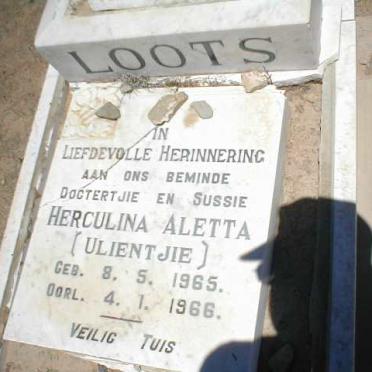 LOOTS
IN
LIEFDEVOLLE HERINNERING
AAN ONS BEMINDE
DOGTERTJIE EN SUSSIE
HERCULINA ALETTA
[ULIENTJIE]
GEB. 8. 5. 1965.
OORL. 4. 1. 1966.
VEILIG TUIS